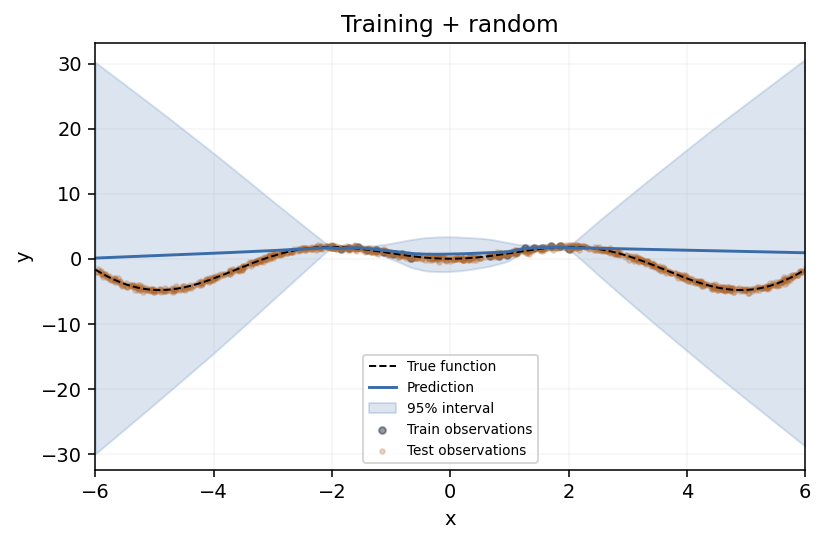 Training + random
30
20
10
0
−10
−20
−30
y
True function
Prediction
95% interval
Train observations
Test observations
−6
−4
−2
0
2
4
6
x